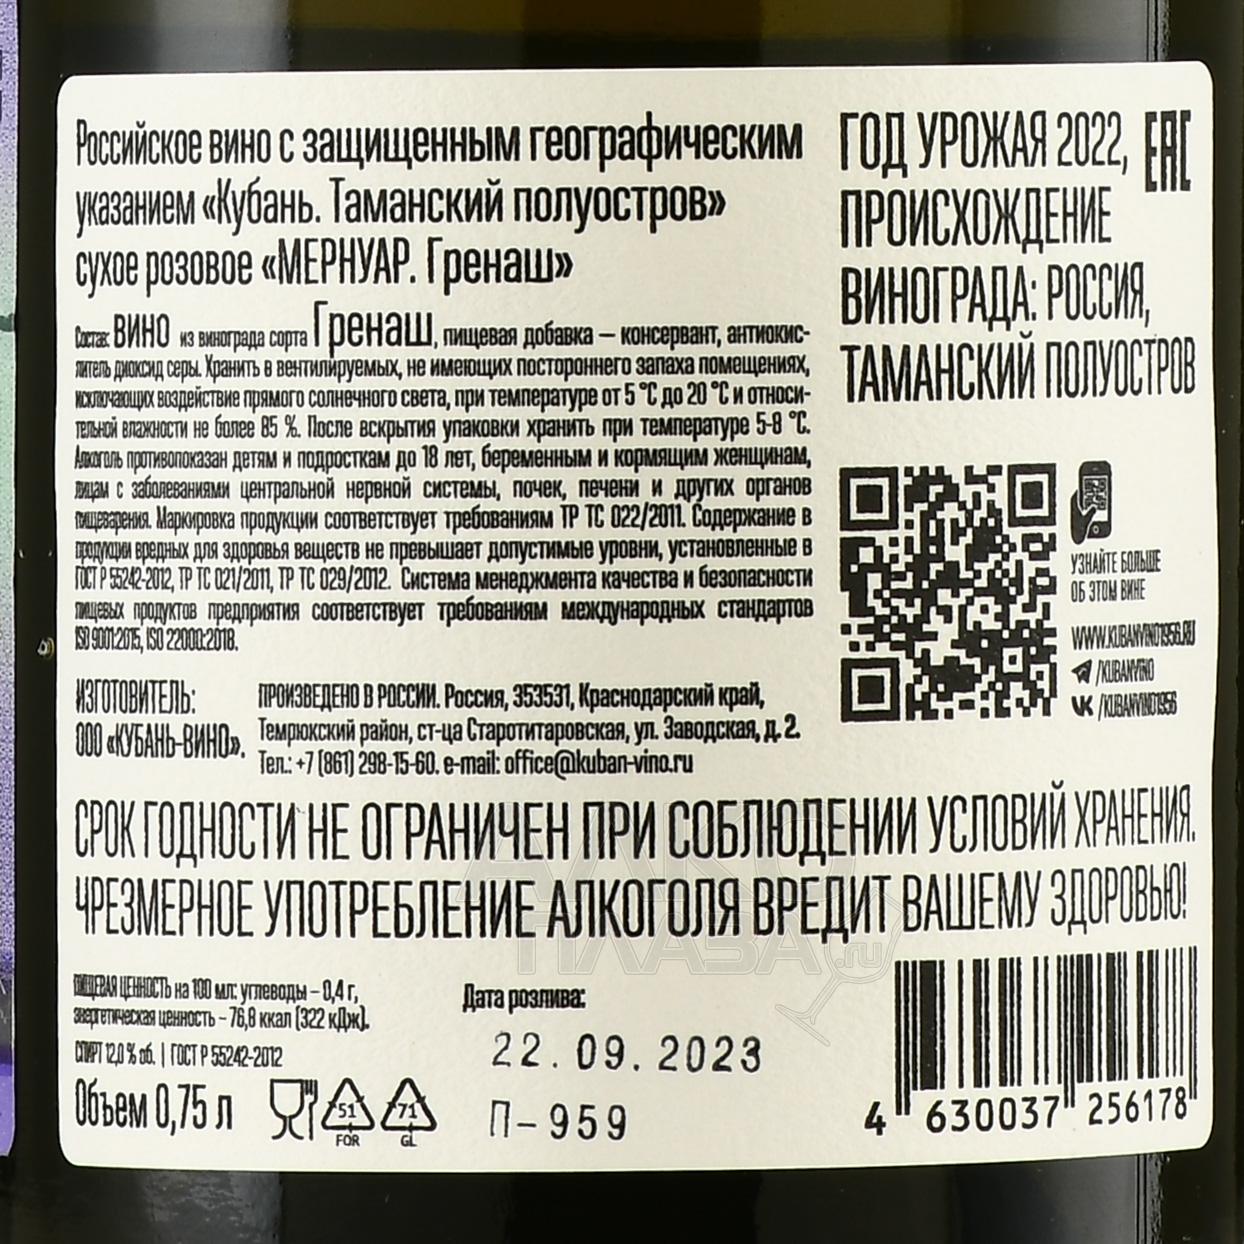 Российское вино с защищенным географическим
указанием «Кубань. Таманский полуостров»
сухое розовое «МЕРНУАР. Гренаш»
Состав: ВИНО из винограда сорта Гренаш, пищевая добавка – консервант, антиокис-
литель диоксид серы. Хранить в вентилируемых, не имеющих постороннего запаха помещениях,
исключающих воздействие прямого солнечного света, при температуре от 5 °С до 20 °С и относи-
тельной влажности не более 85 %. После вскрытия упаковки хранить при температуре 5-8 °С.
Алкоголь противопоказан детям и подросткам до 18 лет, беременным и кормящим женщинам,
лицам с заболеваниями центральной нервной системы, почек, печени и других органов
пищеварения. Маркировка продукции соответствует требованиям ТР ТС 022/2011. Содержание в
продукции вредных для здоровья веществ не превышает допустимые уровни, установленные в
ГОСТ Р 55242-2012, ТР ТС 021/2011, ТР ТС 029/2012. Система менеджмента качества и безопасности
пищевых продуктов предприятия соответствует требованиям международных стандартов
ISO 9001:2015, ISO 22000:2018.
ИЗГОТОВИТЕЛЬ:
ООО «КУБАНЬ-ВИНО».
ПРОИЗВЕДЕНО В РОССИИ. Россия, 353531, Краснодарский край,
Темрюкский район, ст-ца Старотитаровская, ул. Заводская, д. 2.
Тел.: +7 (861) 298-15-60. e-mail: office@kuban-vino.ru
ГОД УРОЖАЯ 2022,
ПРОИСХОЖДЕНИЕ
ВИНОГРАДА: РОССИЯ,
ТАМАНСКИЙ ПОЛУОСТРОВ
ЕАС
УЗНАЙТЕ БОЛЬШЕ
ОБ ЭТОМ ВИНЕ
WWW.KUBANVINO1956.RU
/KUBANVINO
/KUBANVINO1956
СРОК ГОДНОСТИ НЕ ОГРАНИЧЕН ПРИ СОБЛЮДЕНИИ УСЛОВИЙ ХРАНЕНИЯ.
ЧРЕЗМЕРНОЕ УПОТРЕБЛЕНИЕ АЛКОГОЛЯ ВРЕДИТ ВАШЕМУ ЗДОРОВЬЮ!
АЛКО
ПЛАЗА.ru
ПИЩЕВАЯ ЦЕННОСТЬ на 100 мл: углеводы – 0,4 г,
энергетическая ценность – 76,8 ккал (322 кДж).
СПИРТ 12,0 % об. | ГОСТ Р 55242-2012
Объем 0,75 л
51
FOR
71
GL
Дата розлива:
22.09.2023
П-959
4 630037 256178